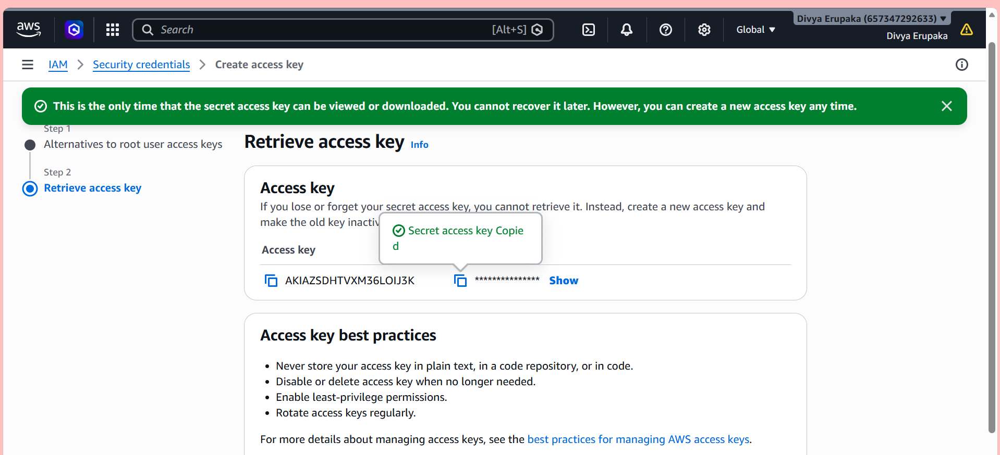 aws
Search [Alt+S]
Global
Divya Erupaka (657347292633)
Divya Erupaka
IAM
Security credentials
Create access key
This is the only time that the secret access key can be viewed or downloaded. You cannot recover it later. However, you can create a new access key any time.
Step 1
Alternatives to root user access keys
Step 2
Retrieve access key
Retrieve access key Info
Access key
If you lose or forget your secret access key, you cannot retrieve it. Instead, create a new access key and
make the old key inactiv
Secret access key Copie
d
Access key
AKIAZSDHTVXM36LOIJ3K *************** Show
Access key best practices
• Never store your access key in plain text, in a code repository, or in code.
• Disable or delete access key when no longer needed.
• Enable least-privilege permissions.
• Rotate access keys regularly.
For more details about managing access keys, see the best practices for managing AWS access keys.